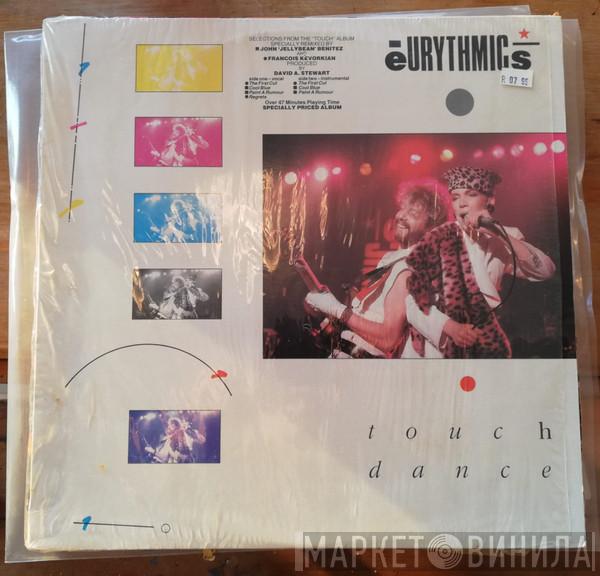 SELECTIONS FROM THE "TOUCH" ALBUM
SPECIALLY REMIXED BY
JOHN 'JELLYBEAN' BENITEZ
AND
FRANCOIS KEVORKIAN
PRODUCED
BY
DAVID A. STEWART
side one – vocal side two – instrumental
The First Cut The First Cut
Cool Blue Cool Blue
Paint A Rumour Paint A Rumour
Regrets
Over 47 Minutes Playing Time
SPECIALLY PRICED ALBUM
EURYTHMICS
touch
dance
МАРКЕТ ВИНИЛА